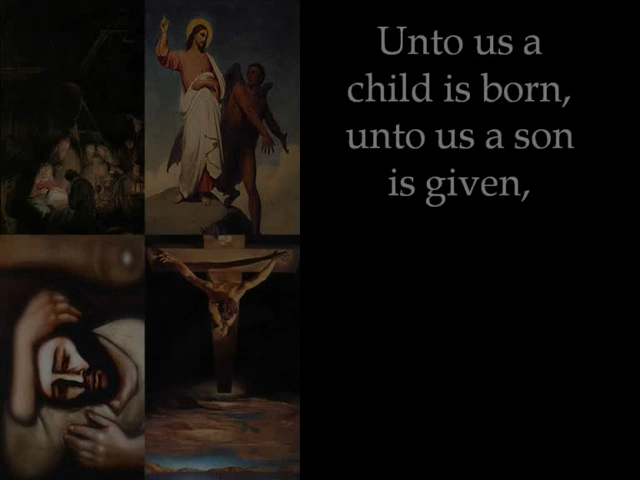 Unto us a
child is born,
unto us a son
is given,